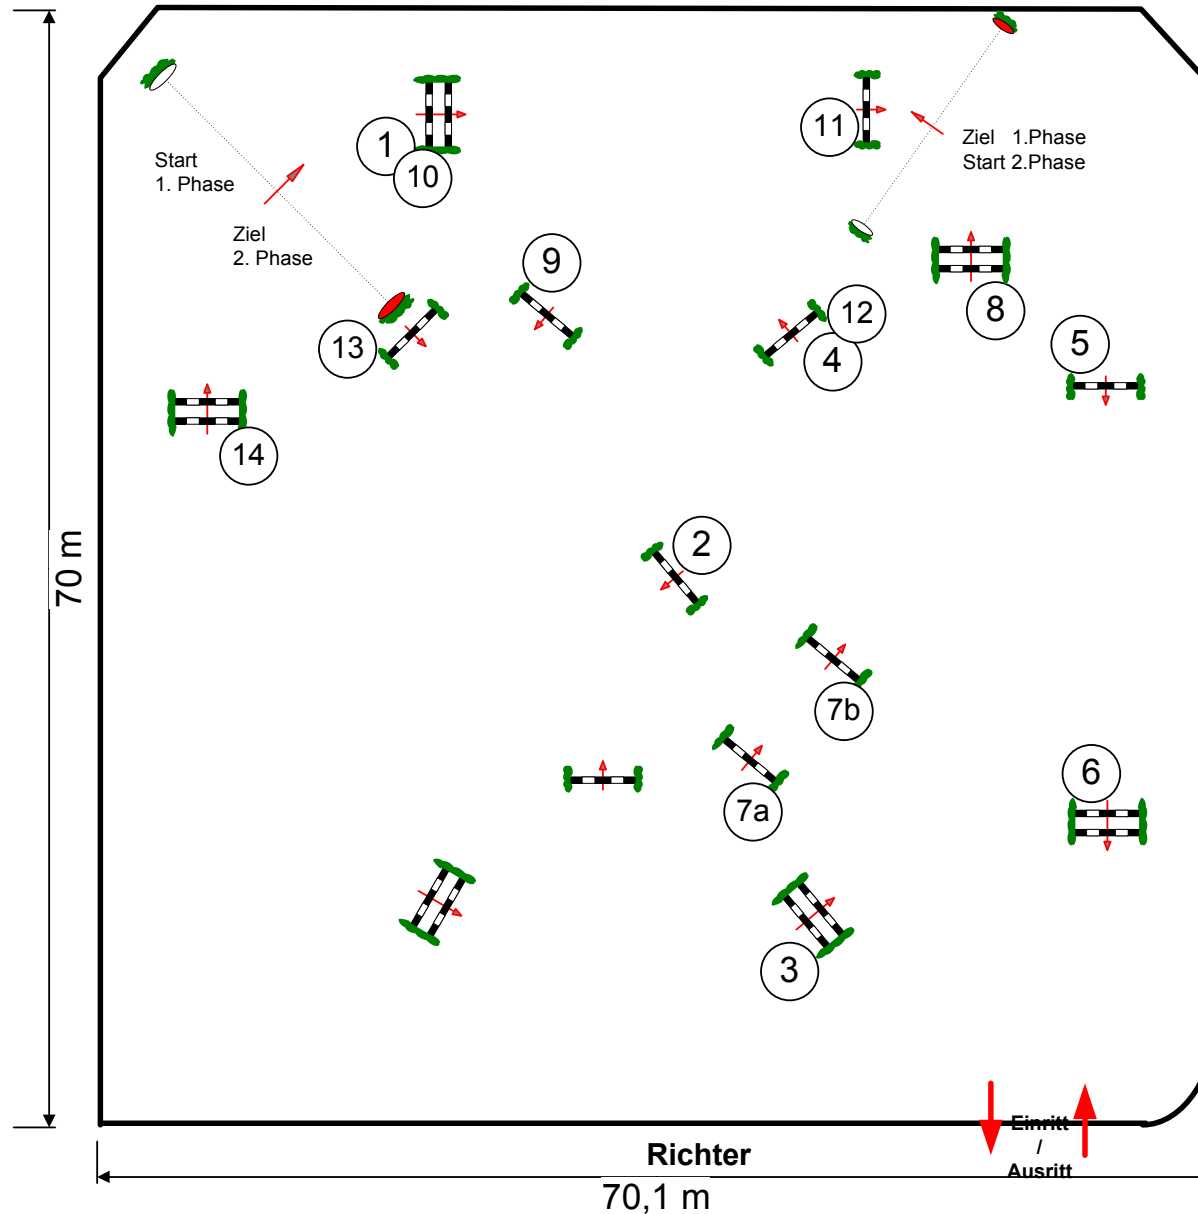 Start
1. Phase
Ziel
2. Phase
1
10
11
Ziel 1.Phase
Start 2.Phase
9
13
12
4
8
5
14
2
7b
7a
6
3
70 m
Einritt
/
Ausritt
Richter
70,1 m